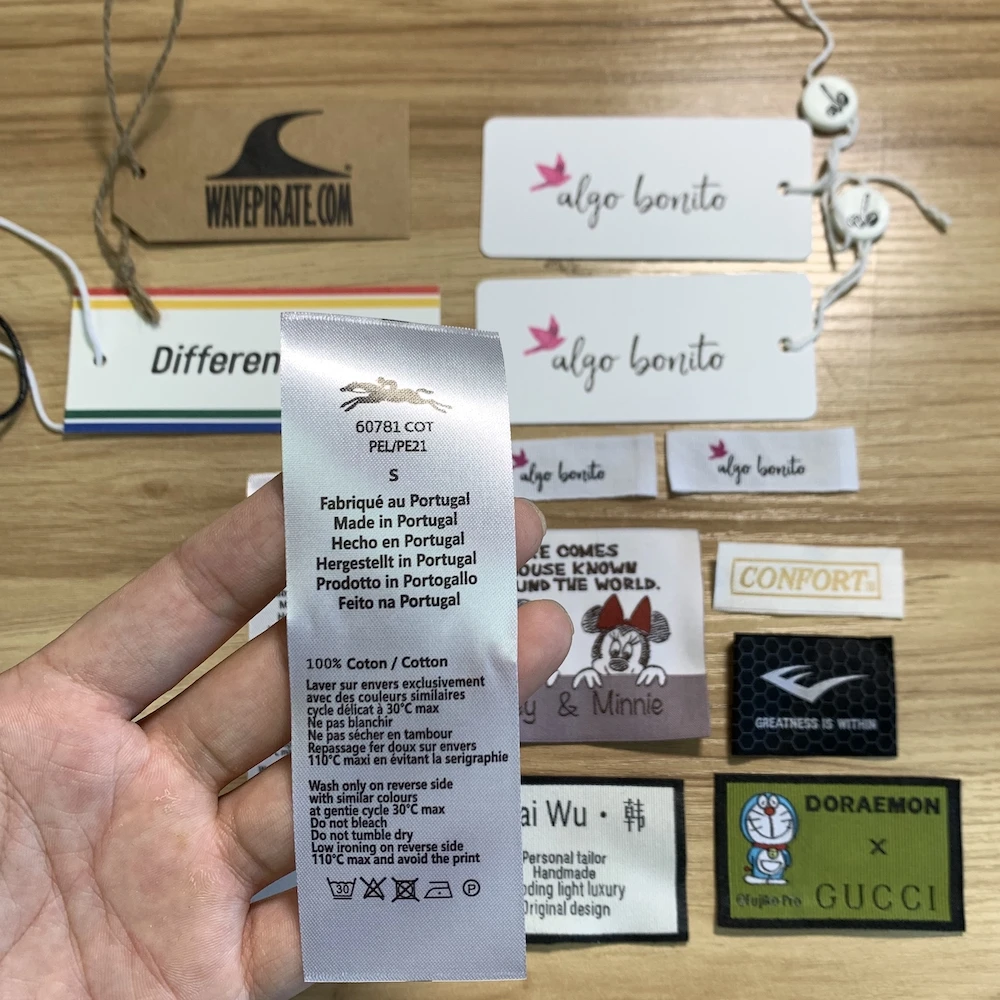 WAVEPIRATE.COM
algo bonito
ab
ab
Differen
algo bonito
60781 COT
PEL/PE21
S
Fabriqué au Portugal
Made in Portugal
Hecho en Portugal
Hergestellt in Portugal
Prodotto in Portogallo
Feito na Portugal
100% Coton / Cotton
Laver sur envers exclusivement
avec des couleurs similaires
cycle délicat à 30°C max
Ne pas blanchir
Ne pas sécher en tambour
Repassage fer doux sur envers
110°C maxi en évitant la serigraphie
Wash only on reverse side
with similar colours
at gentie cycle 30°C max
Do not bleach
Do not tumble dry
Low ironing on reverse side
110°C max and avoid the print
30
P
algo bonito
algo bonito
COMES
OUSE KNOWN
UND THE WORLD.
& Minnie
CONFORT
GREATNESS IS WITHIN
ai Wu · 韩
Personal tailor
Handmade
ding light luxury
Original design
DORAEMON
X
GUCCI
©Fujiko Pro